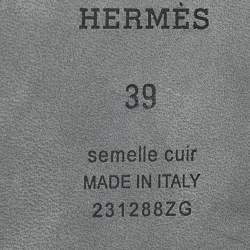 HERMÈS
39
semelle cuir
MADE IN ITALY
231288ZG